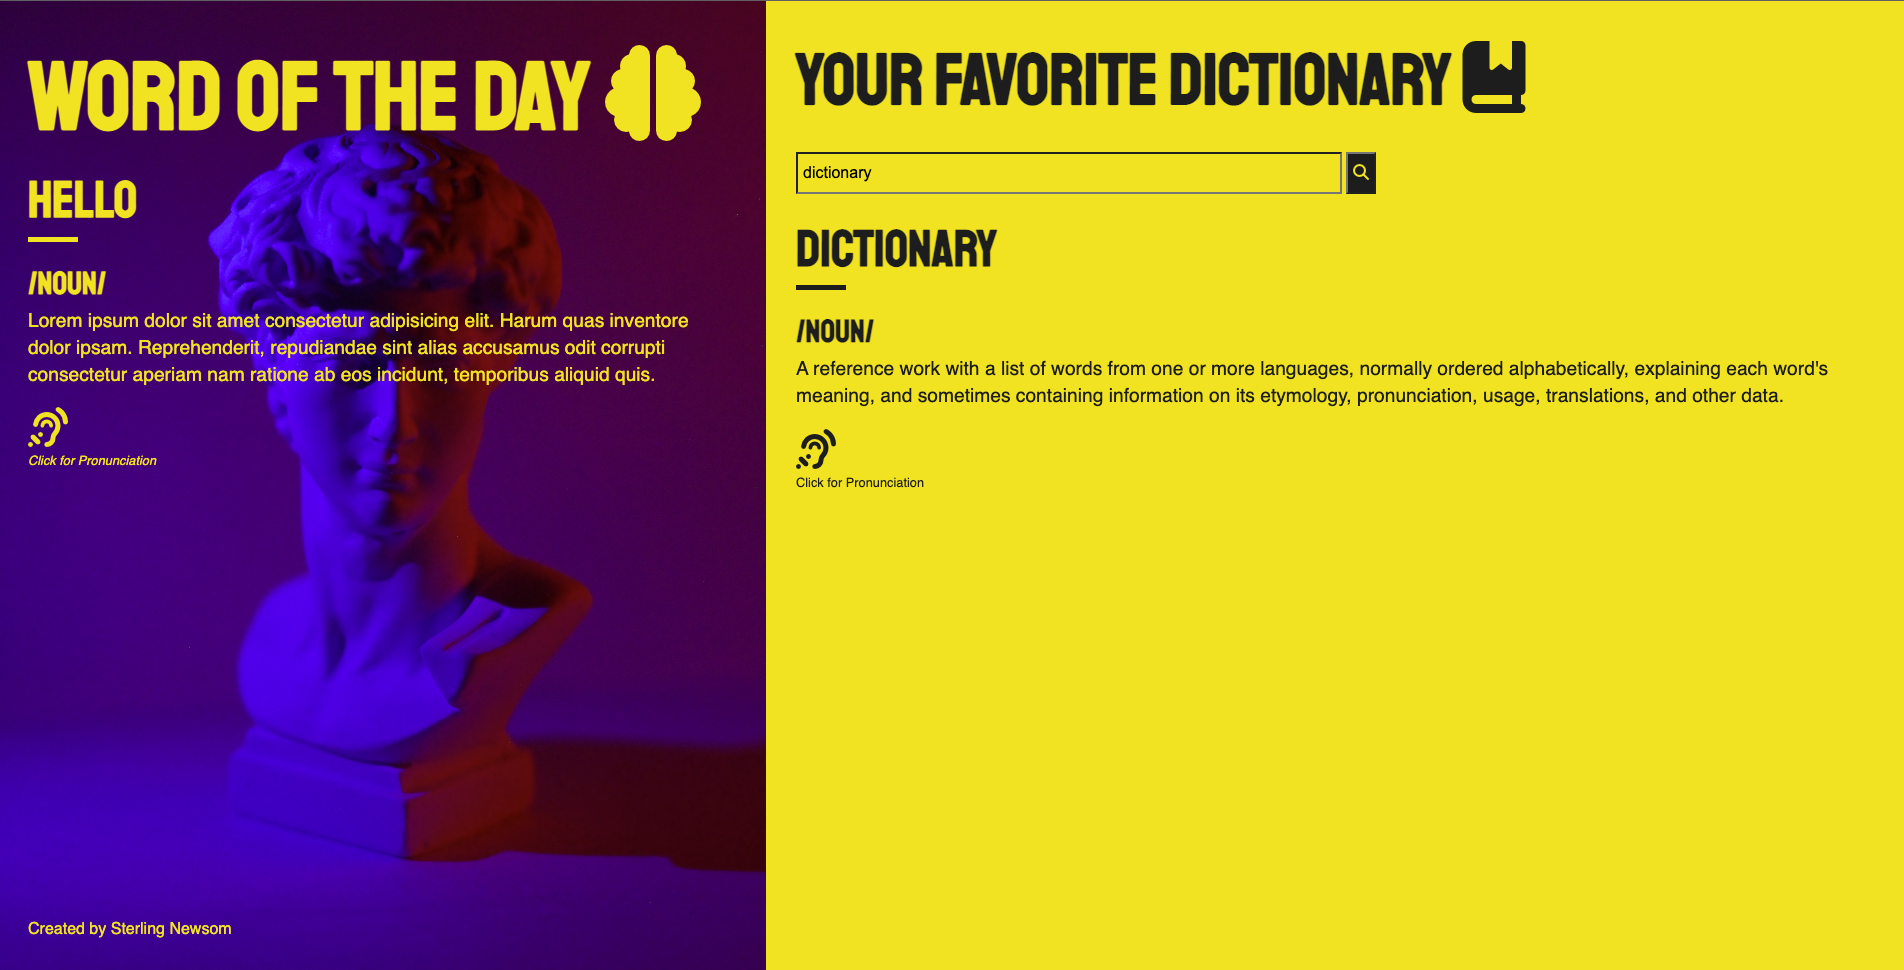 WORD OF THE DAY
HELLO
/NOUN/
Lorem ipsum dolor sit amet consectetur adipisicing elit. Harum quas inventore
dolor ipsam. Reprehenderit, repudiandae sint alias accusamus odit corrupti
consectetur aperiam nam ratione ab eos incidunt, temporibus aliquid quis.
Click for Pronunciation
Created by Sterling Newsom
YOUR FAVORITE DICTIONARY
dictionary
DICTIONARY
/NOUN/
A reference work with a list of words from one or more languages, normally ordered alphabetically, explaining each word's
meaning, and sometimes containing information on its etymology, pronunciation, usage, translations, and other data.
Click for Pronunciation